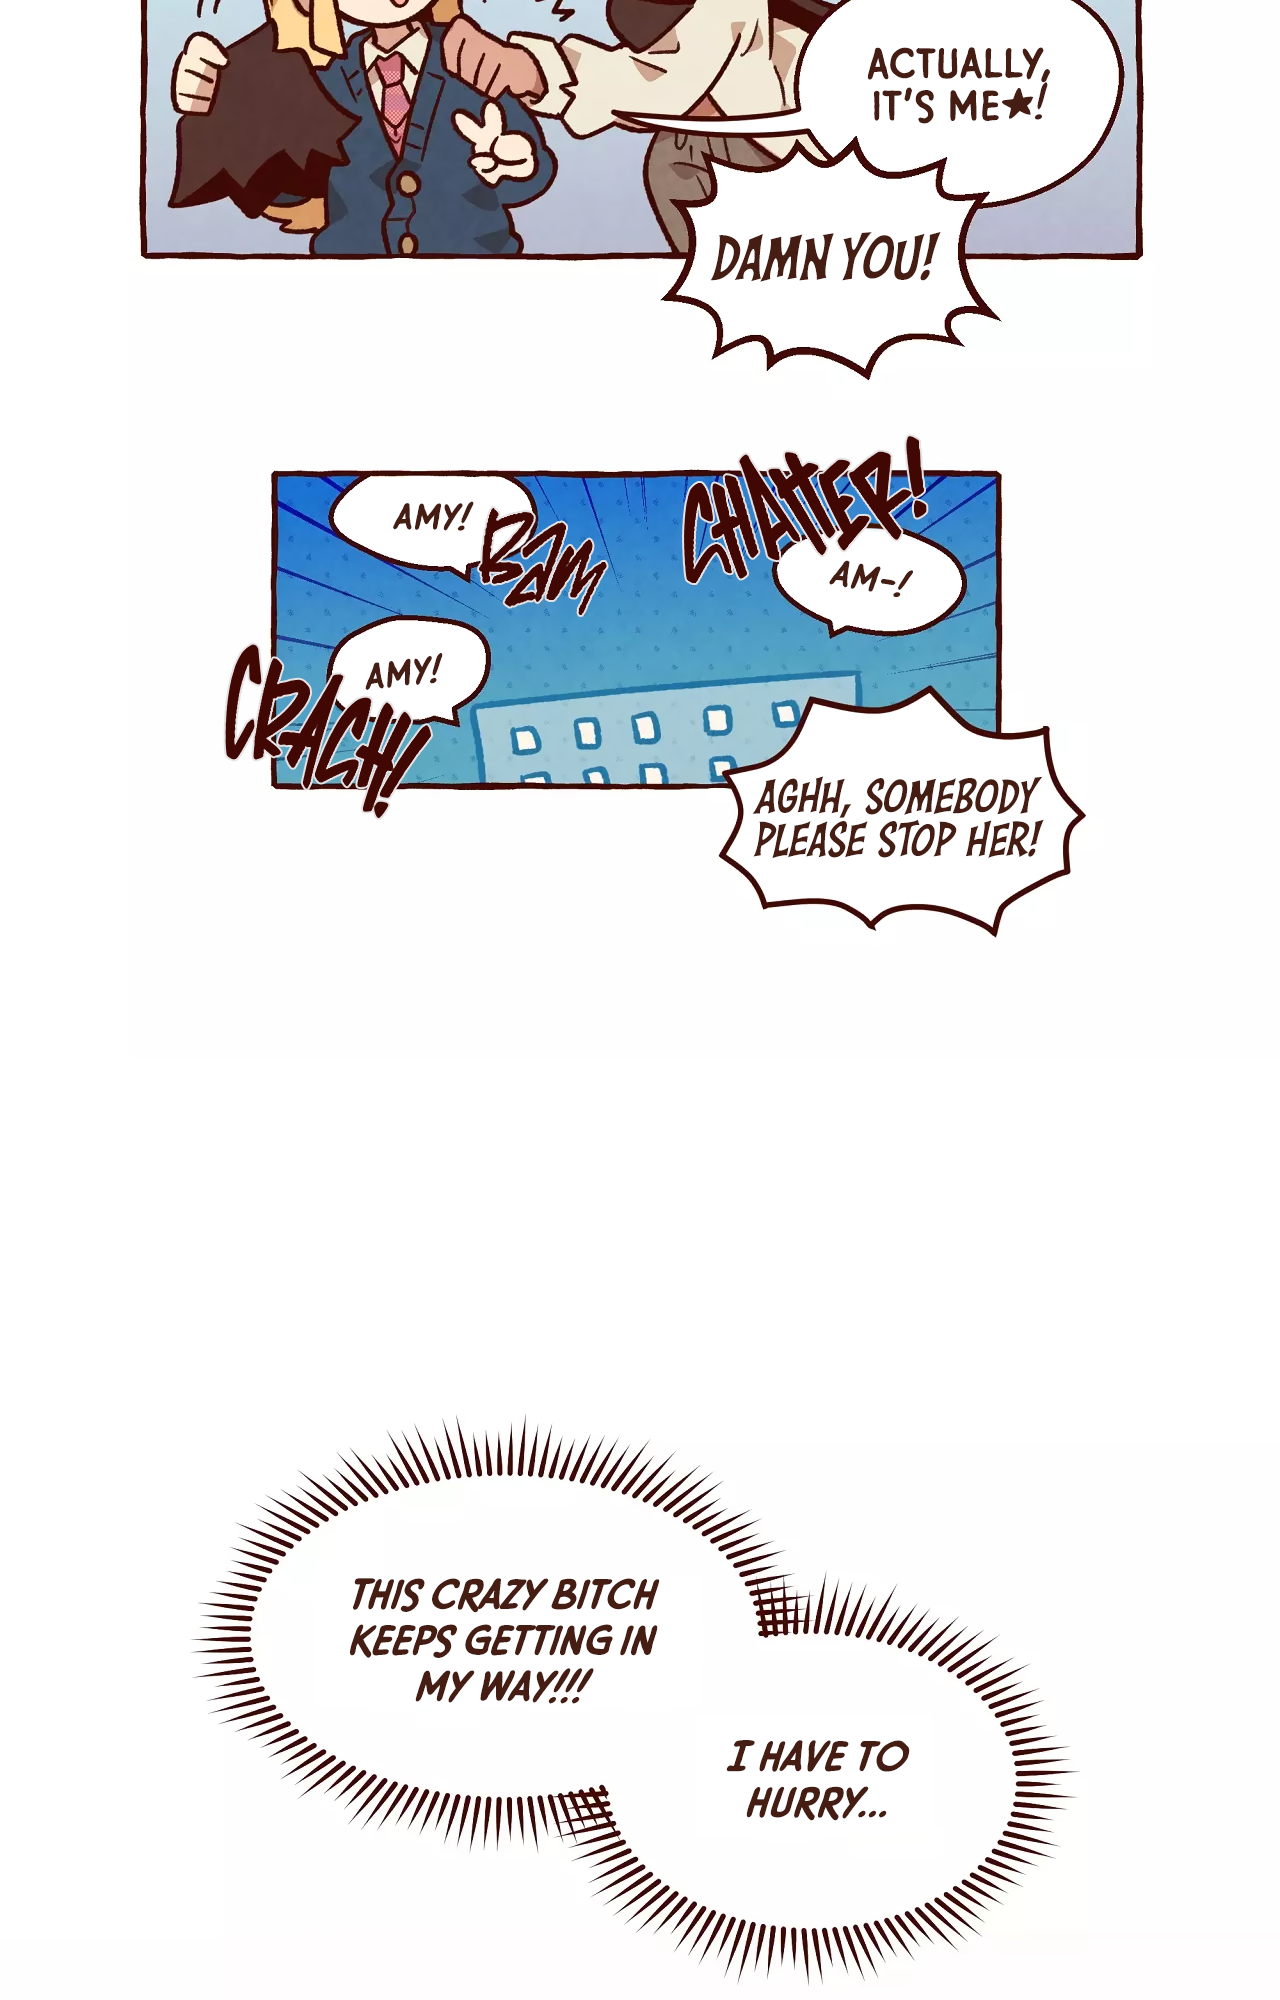 ACTUALLY,
IT'S ME★!
DAMN YOU!
AMY!
BAM
CHATTER!
AM-!
AMY!
CRACH!
AGHH, SOMEBODY
PLEASE STOP HER!
THIS CRAZY BITCH
KEEPS GETTING IN
MY WAY!!!
I HAVE TO
HURRY...